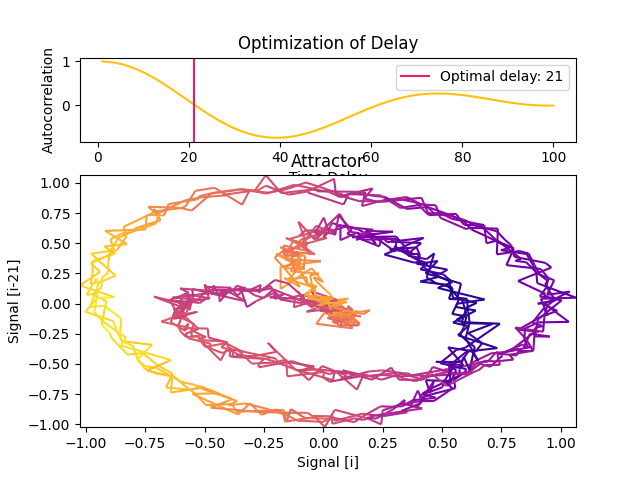 Optimization of Delay
Autocorrelation
1
0
Optimal delay: 21
0 20 40 60 80 100
Attractor
1.00
0.75
0.50
0.25
0.00
−0.25
−0.50
−0.75
−1.00
Signal [i-21]
−1.00 −0.75 −0.50 −0.25 0.00 0.25 0.50 0.75 1.00
Signal [i]